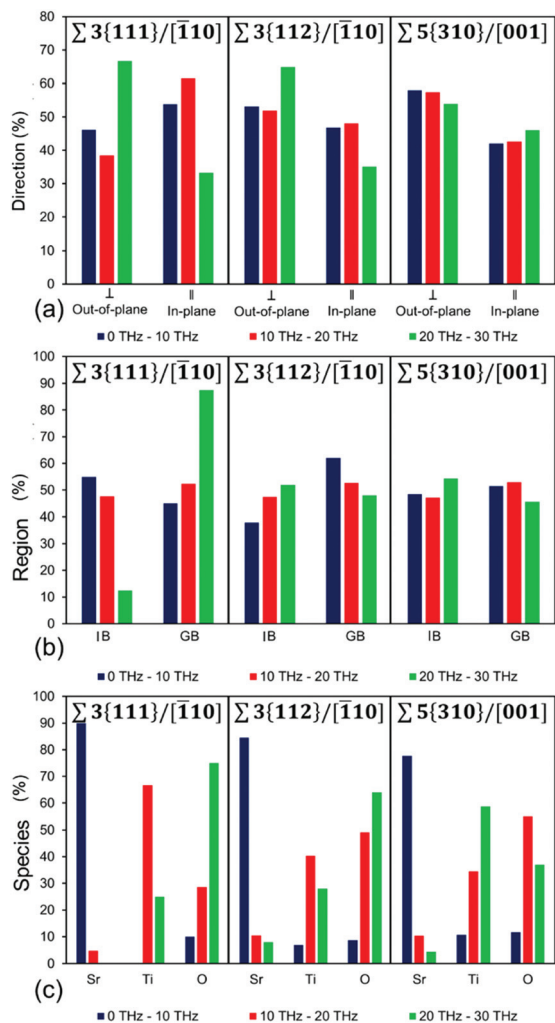 ∑3{111}/[1̅10] ∑3{112}/[1̅10] ∑5{310}/[001]
80
70
60
50
40
30
20
10
0
Direction (%)
⊥ ∥ ⊥ ∥ ⊥ ∥
Out-of-plane In-plane Out-of-plane In-plane Out-of-plane In-plane
(a)
0 THz - 10 THz 10 THz - 20 THz 20 THz - 30 THz
∑3{111}/[1̅10] ∑3{112}/[1̅10] ∑5{310}/[001]
100
90
80
70
60
50
40
30
20
10
0
Region (%)
IB GB IB GB IB GB
(b)
0 THz - 10 THz 10 THz - 20 THz 20 THz - 30 THz
∑3{111}/[1̅10] ∑3{112}/[1̅10] ∑5{310}/[001]
100
90
80
70
60
50
40
30
20
10
0
Species (%)
Sr Ti O Sr Ti O Sr Ti O
(c)
0 THz - 10 THz 10 THz - 20 THz 20 THz - 30 THz